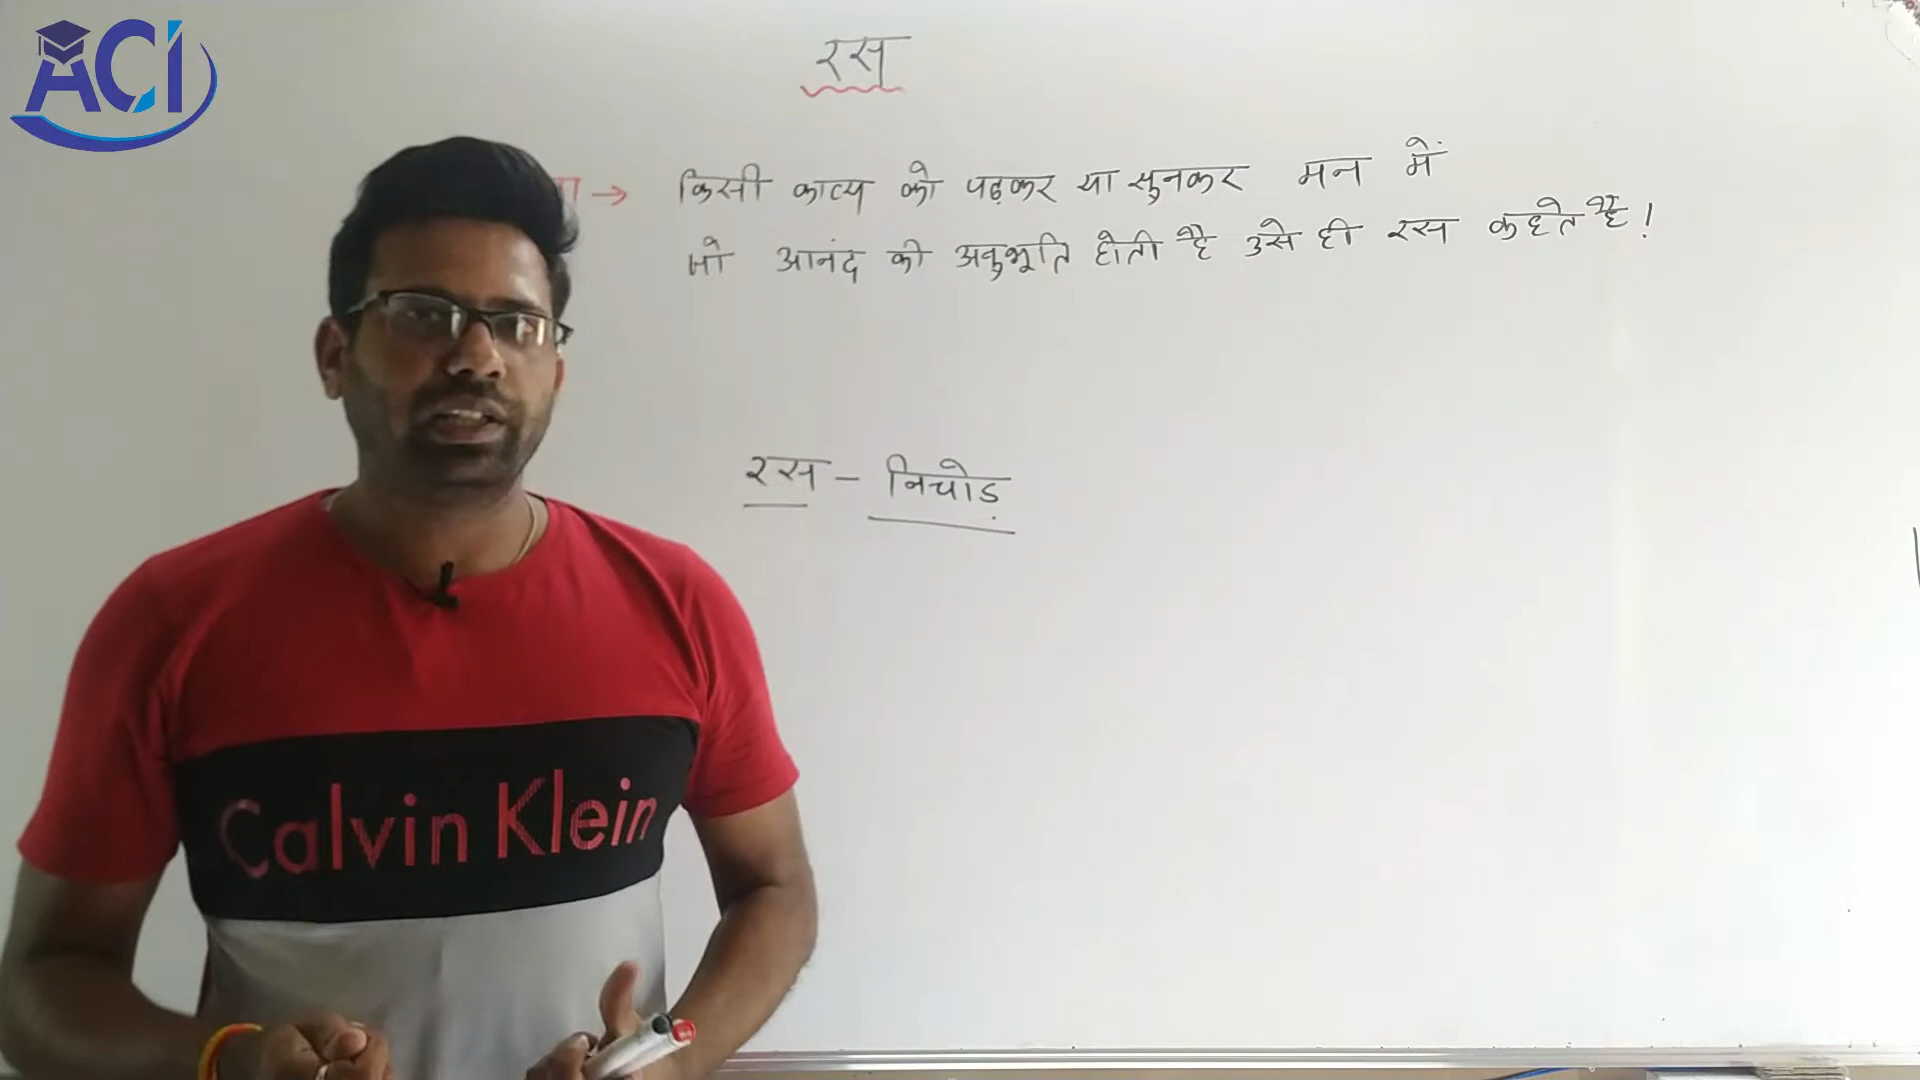 ACI
रस
किसी काव्य को पढ़कर या सुनकर मन में
जो आनंद की अनुभूति होती है उसे ही रस कहते है!
रस – निचोड़
Calvin Klein